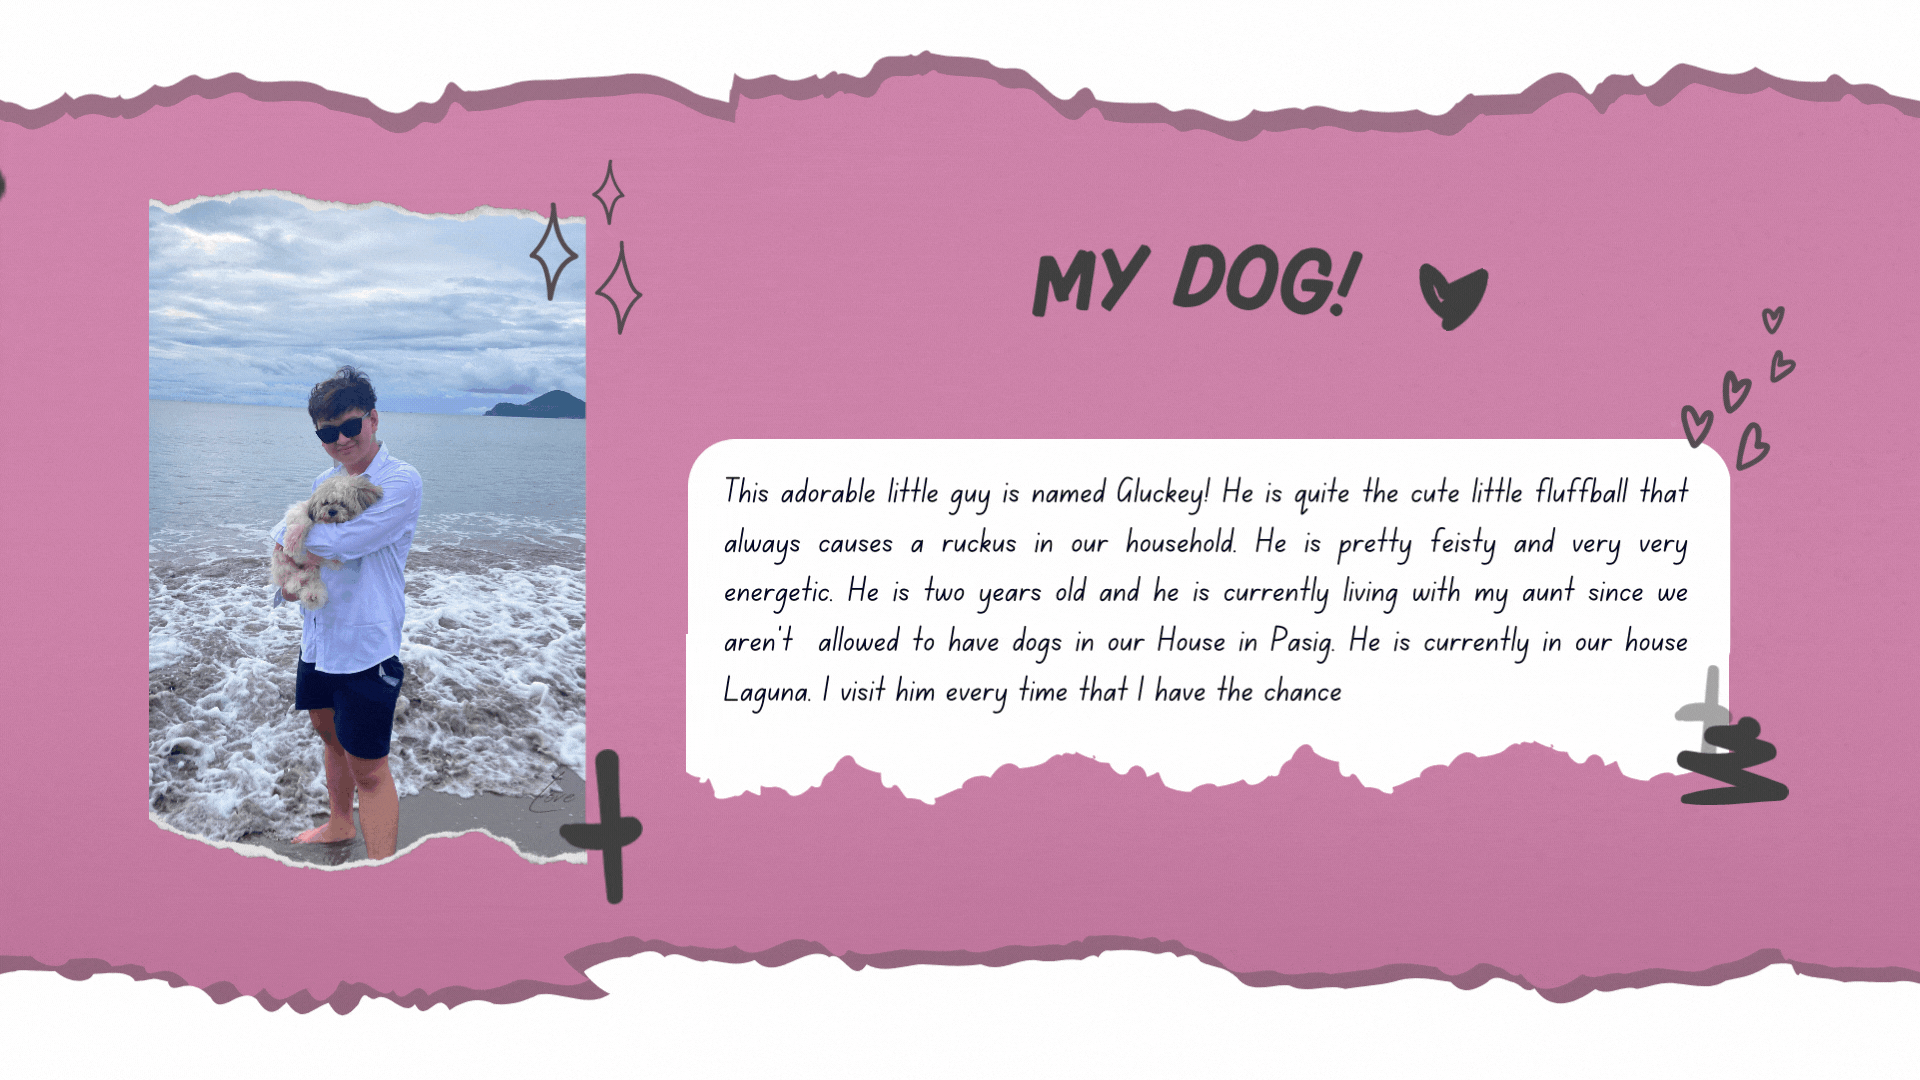 MY DOG!
This adorable little guy is named Gluckey! He is quite the cute little fluffball that
always causes a ruckus in our household. He is pretty feisty and very very
energetic. He is two years old and he is currently living with my aunt since we
aren't allowed to have dogs in our House in Pasig. He is currently in our house
Laguna. I visit him every time that I have the chance
Love